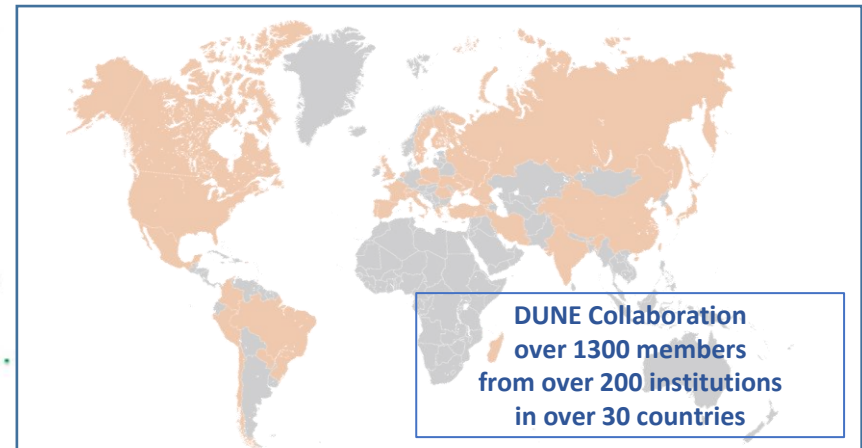 DUNE Collaboration
over 1300 members
from over 200 institutions
in over 30 countries